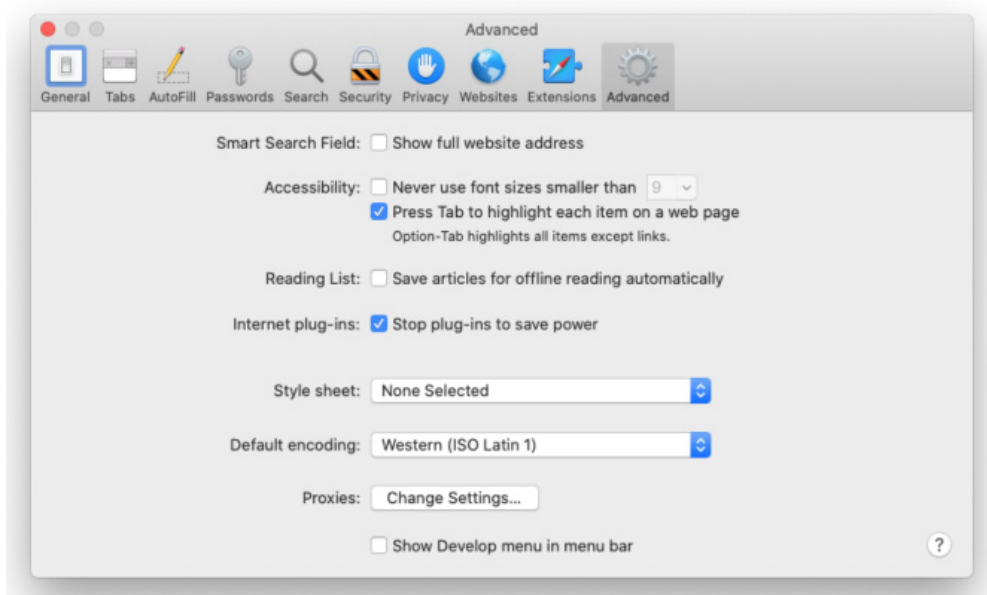 Advanced
General Tabs AutoFill Passwords Search Security Privacy Websites Extensions Advanced
Smart Search Field: Show full website address
Accessibility: Never use font sizes smaller than 9
Press Tab to highlight each item on a web page
Option-Tab highlights all items except links.
Reading List: Save articles for offline reading automatically
Internet plug-ins: Stop plug-ins to save power
Style sheet: None Selected
Default encoding: Western (ISO Latin 1)
Proxies: Change Settings...
Show Develop menu in menu bar
?